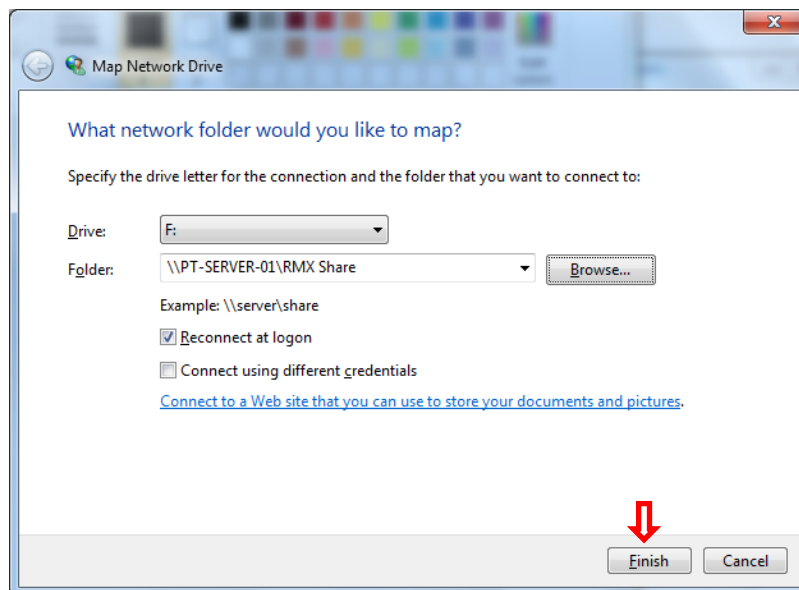 Map Network Drive
What network folder would you like to map?
Specify the drive letter for the connection and the folder that you want to connect to:
Drive: F:
Folder: \\PT-SERVER-01\RMX Share Browse...
Example: \\server\share
Reconnect at logon
Connect using different credentials
Connect to a Web site that you can use to store your documents and pictures.
Finish Cancel